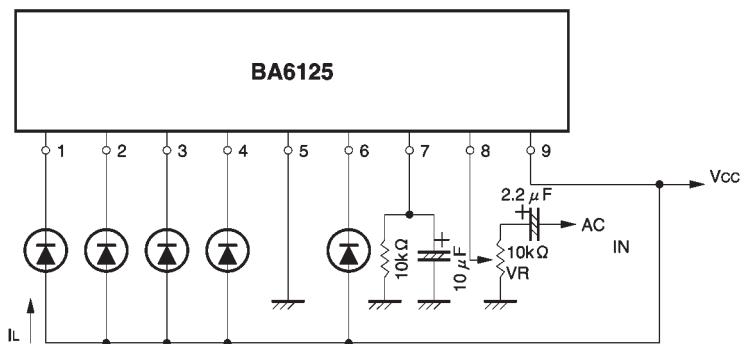 BA6125
1 2 3 4 5 6 7 8 9
Vcc
2.2 μF
+
AC
IN
10kΩ
VR
10kΩ
+
10 μF
IL